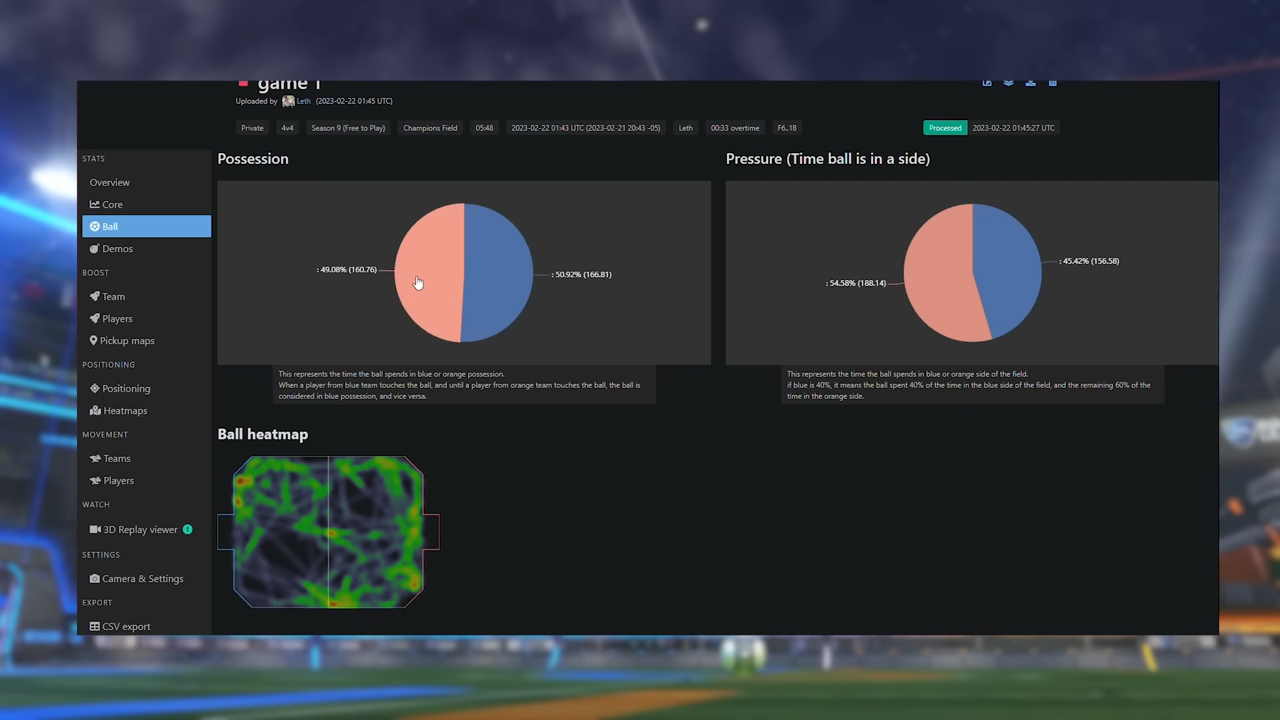 game 1
Uploaded by Leth (2023-02-22 01:45 UTC)
Private 4v4 Season 9 (Free to Play) Champions Field 05:48 2023-02-22 01:43 UTC (2023-02-21 20:43 -05) Leth 00:33 overtime F6..1B Processed 2023-02-22 01:45:27 UTC
STATS
Overview
Core
Ball
Demos
BOOST
Team
Players
Pickup maps
POSITIONING
Positioning
Heatmaps
MOVEMENT
Teams
Players
WATCH
3D Replay viewer !
SETTINGS
Camera & Settings
EXPORT
CSV export
Possession
: 49.08% (160.76)
: 50.92% (166.81)
This represents the time the ball spends in blue or orange possession.
When a player from blue team touches the ball, and until a player from orange team touches the ball, the ball is
considered in blue possession, and vice versa.
Pressure (Time ball is in a side)
: 45.42% (156.58)
: 54.58% (188.14)
This represents the time the ball spends in blue or orange side of the field.
if blue is 40%, it means the ball spent 40% of the time in the blue side of the field, and the remaining 60% of the
time in the orange side.
Ball heatmap